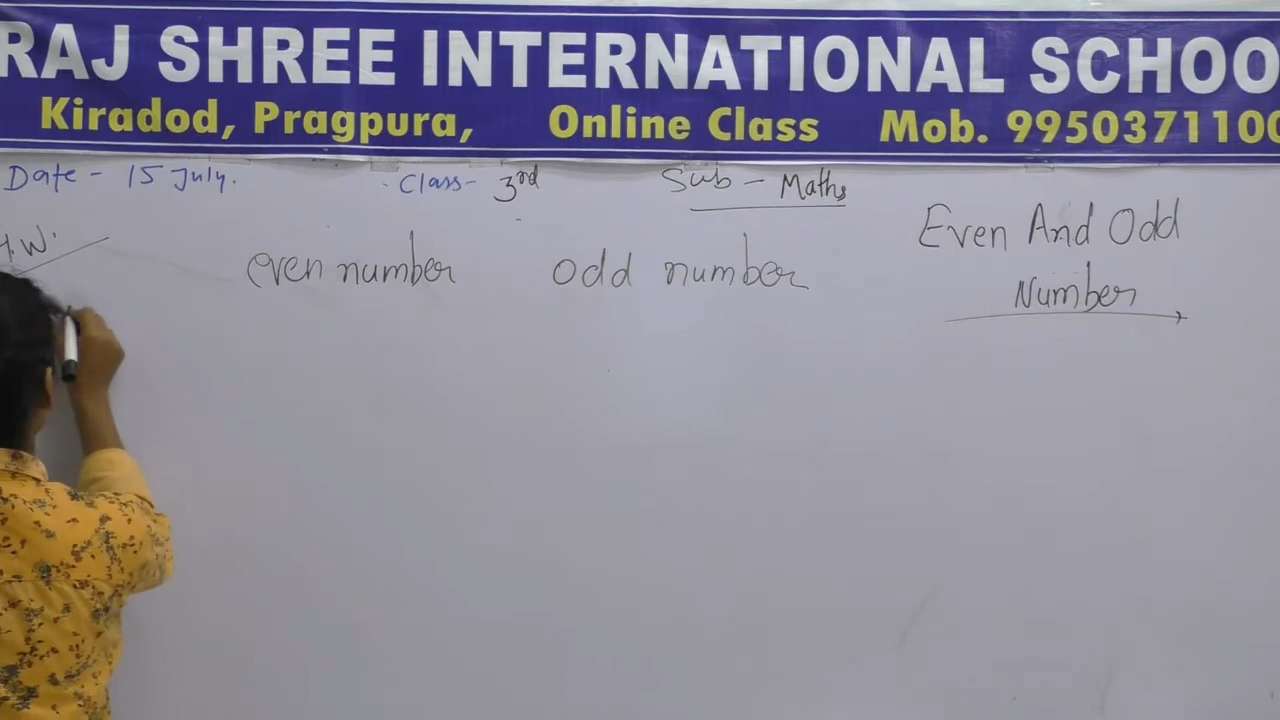 RAJ SHREE INTERNATIONAL SCHOO
Kiradod, Pragpura, Online Class Mob. 9950371100
Date - 15 July. Class- 3rd Sub - Maths
.W.
even number odd number
Even And Odd
Number